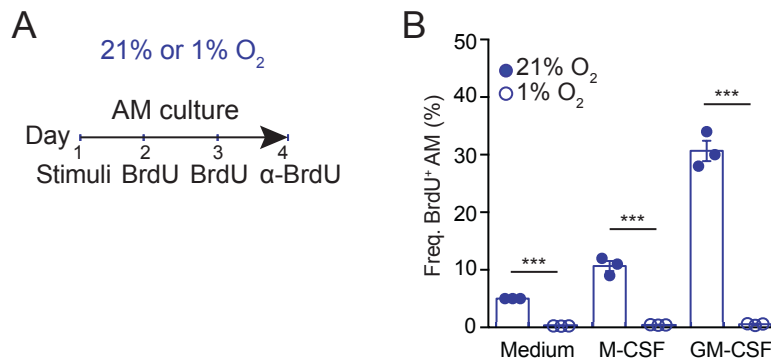 A
21% or 1% O2
AM culture
Day
1 2 3 4
Stimuli BrdU BrdU α-BrdU
B
Freq. BrdU+ AM (%)
50
40
30
20
10
0
21% O2
1% O2
***
***
***
Medium M-CSF GM-CSF